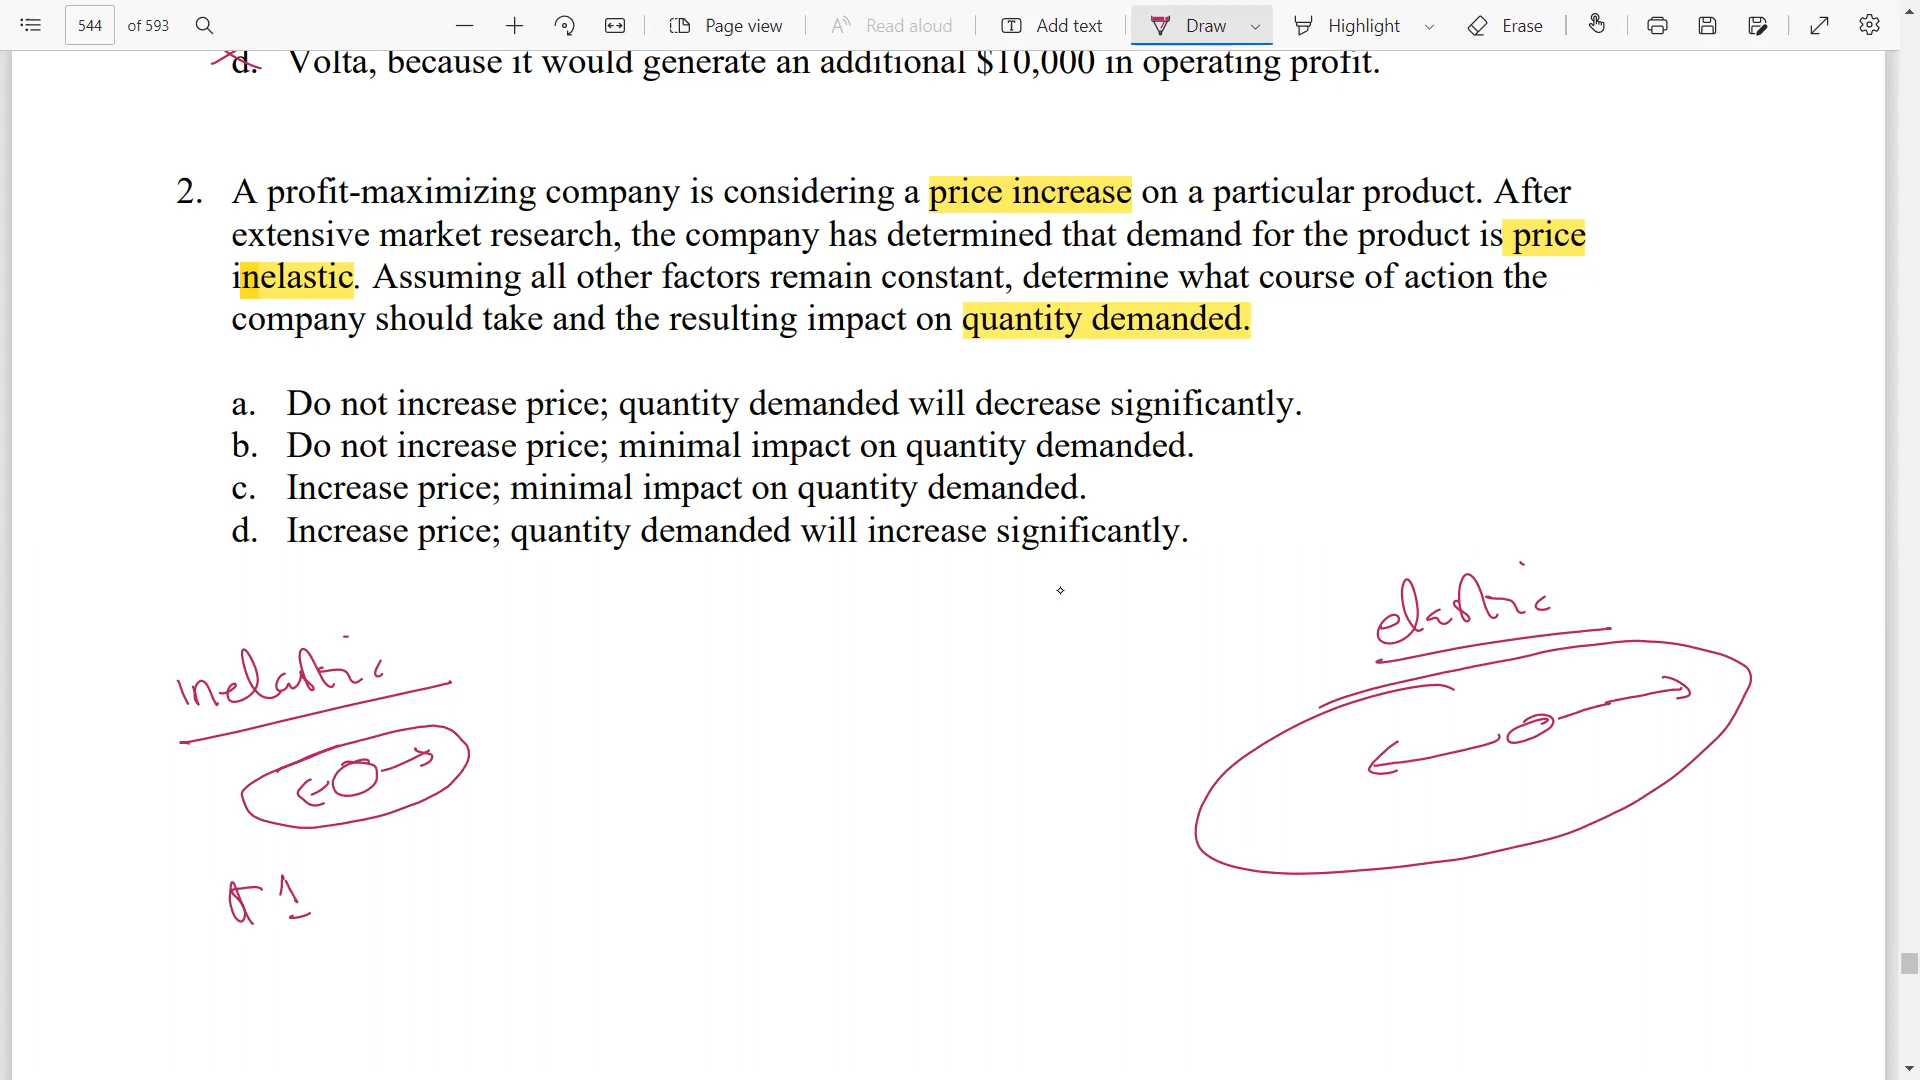 544 of 593 Page view Read aloud Add text Draw Highlight Erase
d. Volta, because it would generate an additional $10,000 in operating profit.
2. A profit-maximizing company is considering a price increase on a particular product. After
extensive market research, the company has determined that demand for the product is price
inelastic. Assuming all other factors remain constant, determine what course of action the
company should take and the resulting impact on quantity demanded.
a. Do not increase price; quantity demanded will decrease significantly.
b. Do not increase price; minimal impact on quantity demanded.
c. Increase price; minimal impact on quantity demanded.
d. Increase price; quantity demanded will increase significantly.
elastic
inelastic